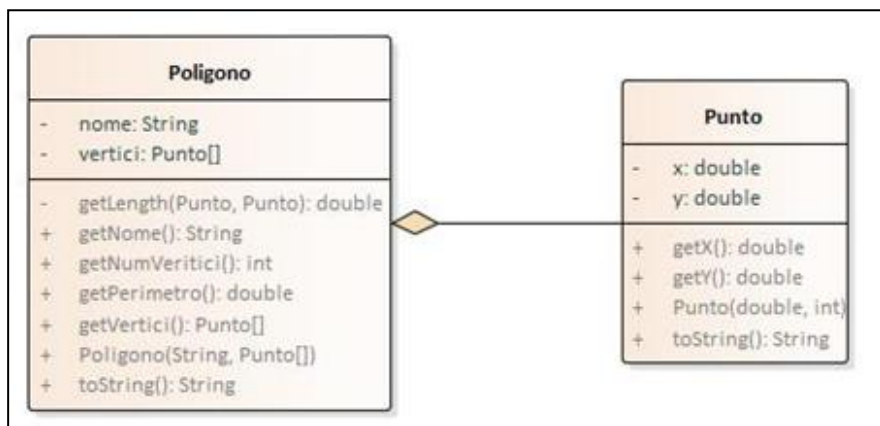 Poligono
- nome: String
- vertici: Punto[]
- getLength(Punto, Punto): double
+ getNome(): String
+ getNumVeritici(): int
+ getPerimetro(): double
+ getVertici(): Punto[]
+ Poligono(String, Punto[])
+ toString(): String
Punto
- x: double
- y: double
+ getX(): double
+ getY(): double
+ Punto(double, int)
+ toString(): String